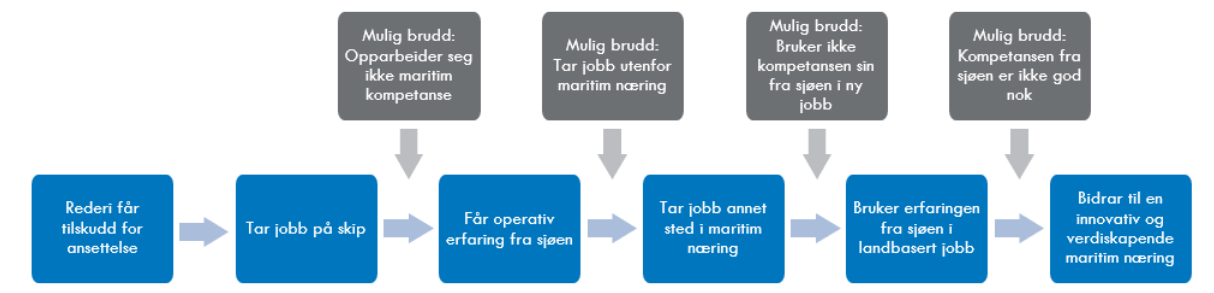 Mulig brudd:
Opparbeider seg
ikke maritim
kompetanse
Mulig brudd:
Tar jobb utenfor
maritim næring
Mulig brudd:
Bruker ikke
kompetansen sin
fra sjøen i ny
jobb
Mulig brudd:
Kompetansen fra
sjøen er ikke god
nok
Rederi får
tilskudd for
ansettelse
Tar jobb på skip
Får operativ
erfaring fra sjøen
Tar jobb annet
sted i maritim
næring
Bruker erfaringen
fra sjøen i
landbasert jobb
Bidrar til en
innovativ og
verdiskapende
maritim næring